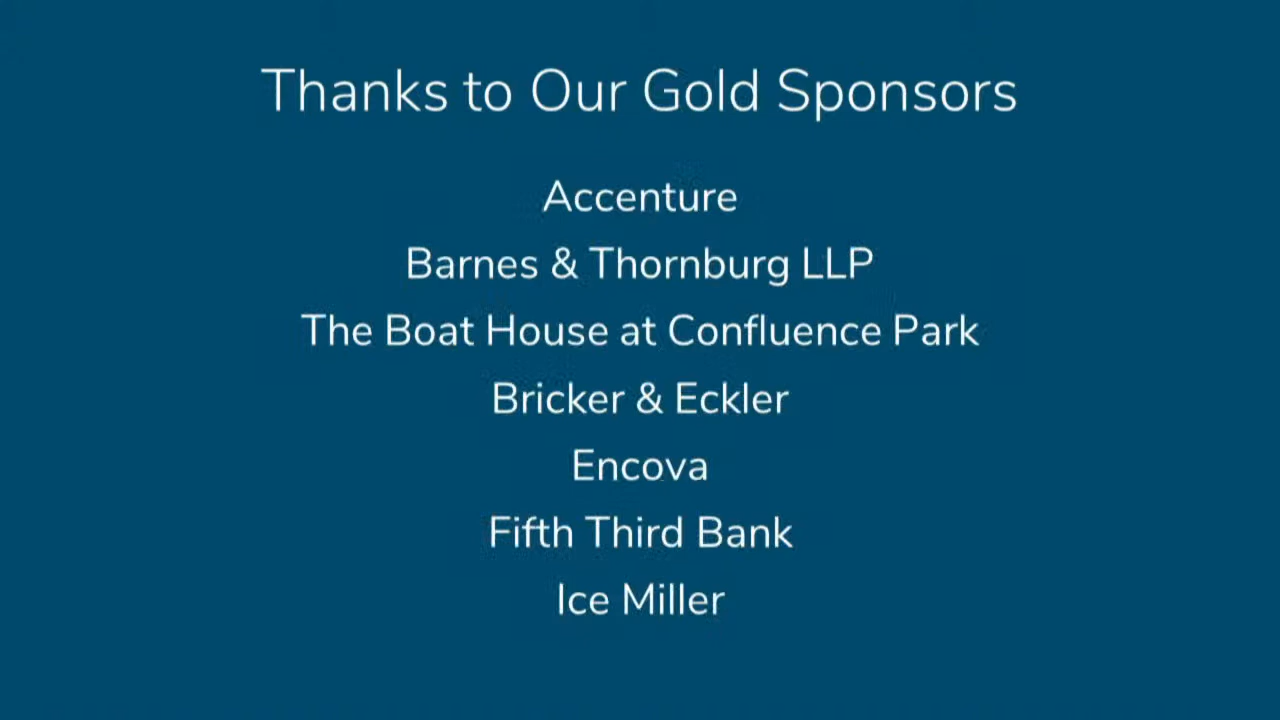 Thanks to Our Gold Sponsors
Accenture
Barnes & Thornburg LLP
The Boat House at Confluence Park
Bricker & Eckler
Encova
Fifth Third Bank
Ice Miller